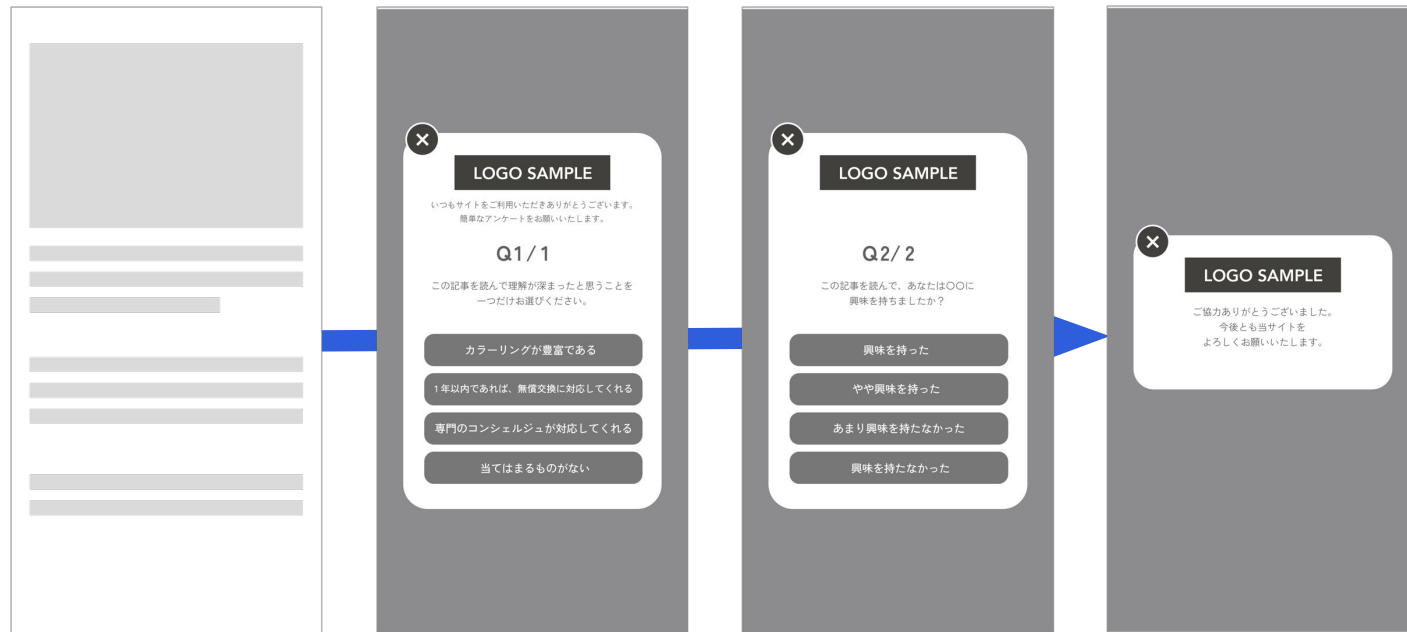 LOGO SAMPLE
いつもサイトをご利用いただきありがとうございます。
簡単なアンケートをお願いいたします。
Q1/1
この記事を読んで理解が深まったと思うことを
一つだけお選びください。
カラーリングが豊富である
1年以内であれば、無償交換に対応してくれる
専門のコンシェルジュが対応してくれる
当てはまるものがない
LOGO SAMPLE
Q2/2
この記事を読んで、あなたは〇〇に
興味を持ちましたか？
興味を持った
やや興味を持った
あまり興味を持たなかった
興味を持たなかった
LOGO SAMPLE
ご協力ありがとうございました。
今後とも当サイトを
よろしくお願いいたします。